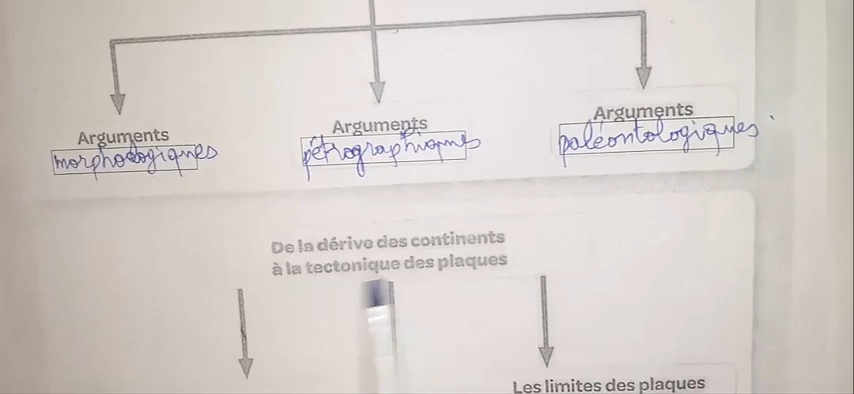 Arguments
morphologiques
Arguments
pétrographiques
Arguments
paléontologiques
De la dérive des continents
à la tectonique des plaques
Les limites des plaques